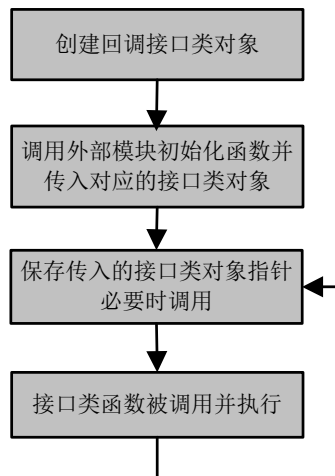 创建回调接口类对象
调用外部模块初始化函数并
传入对应的接口类对象
保存传入的接口类对象指针
必要时调用
接口类函数被调用并执行